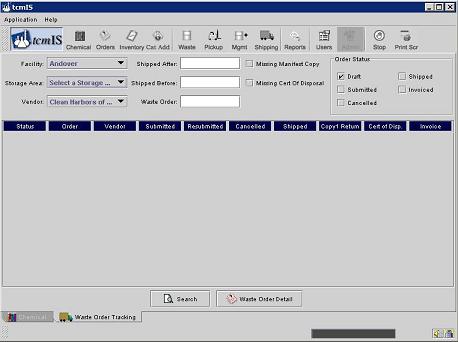 tcmIS
Application Help
tcmIS Chemical Orders Inventory Cat Add Waste Pickup Mgmt Shipping Reports Users Admin Stop Print Scr
Facility: Andover Shipped After: Missing Manifest Copy Order Status
Draft Shipped
Storage Area: Select a Storage ... Shipped Before: Missing Cert Of Disposal
Submitted Invoiced
Vendor: Clean Harbors of ... Waste Order:
Cancelled
Status Order Vendor Submitted Resubmitted Cancelled Shipped Copy1 Return Cert of Disp. Invoice
Search Waste Order Detail
Chemical Waste Order Tracking